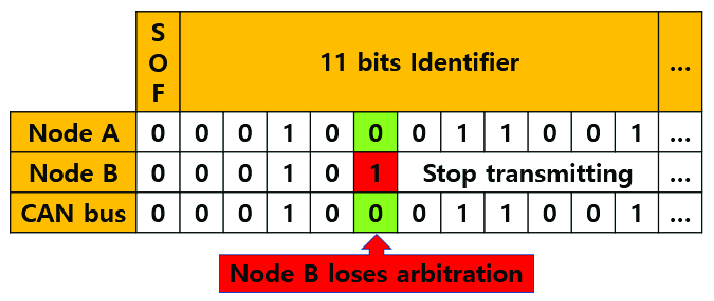 S O F 11 bits Identifier ...
Node A 0 0 0 1 0 0 0 1 1 0 0 1 ...
Node B 0 0 0 1 0 1 Stop transmitting ...
CAN bus 0 0 0 1 0 0 0 1 1 0 0 1 ...
Node B loses arbitration